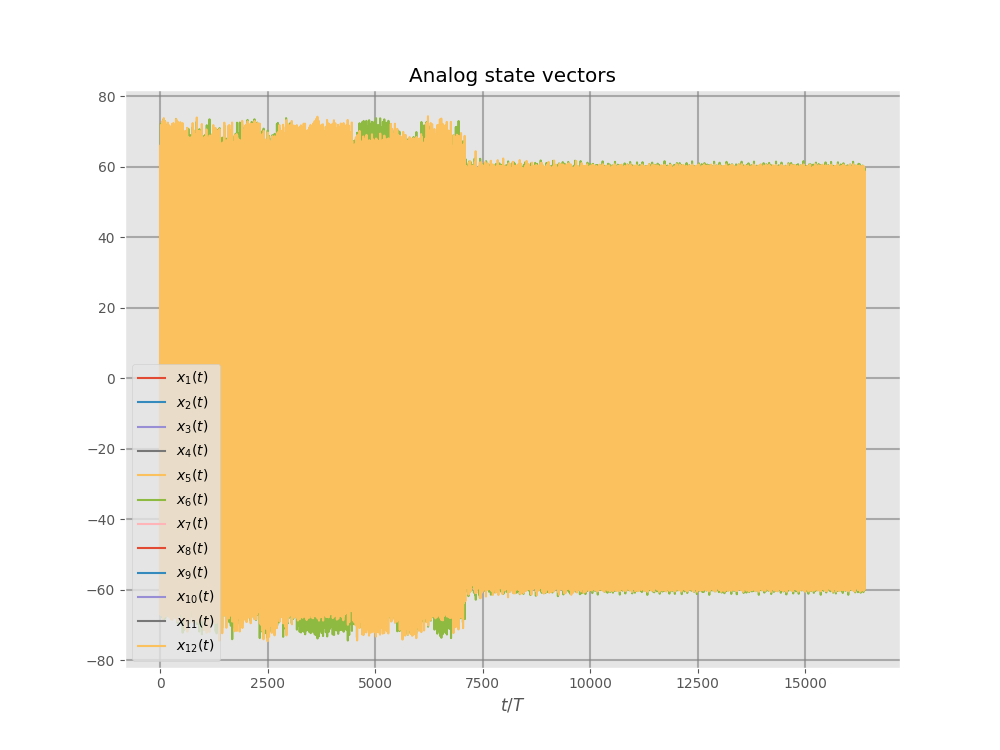 Analog state vectors
80
60
40
20
0
−20
−40
−60
−80
x₁(t)
x₂(t)
x₃(t)
x₄(t)
x₅(t)
x₆(t)
x₇(t)
x₈(t)
x₉(t)
x₁₀(t)
x₁₁(t)
x₁₂(t)
0 2500 5000 7500 10000 12500 15000
t/T